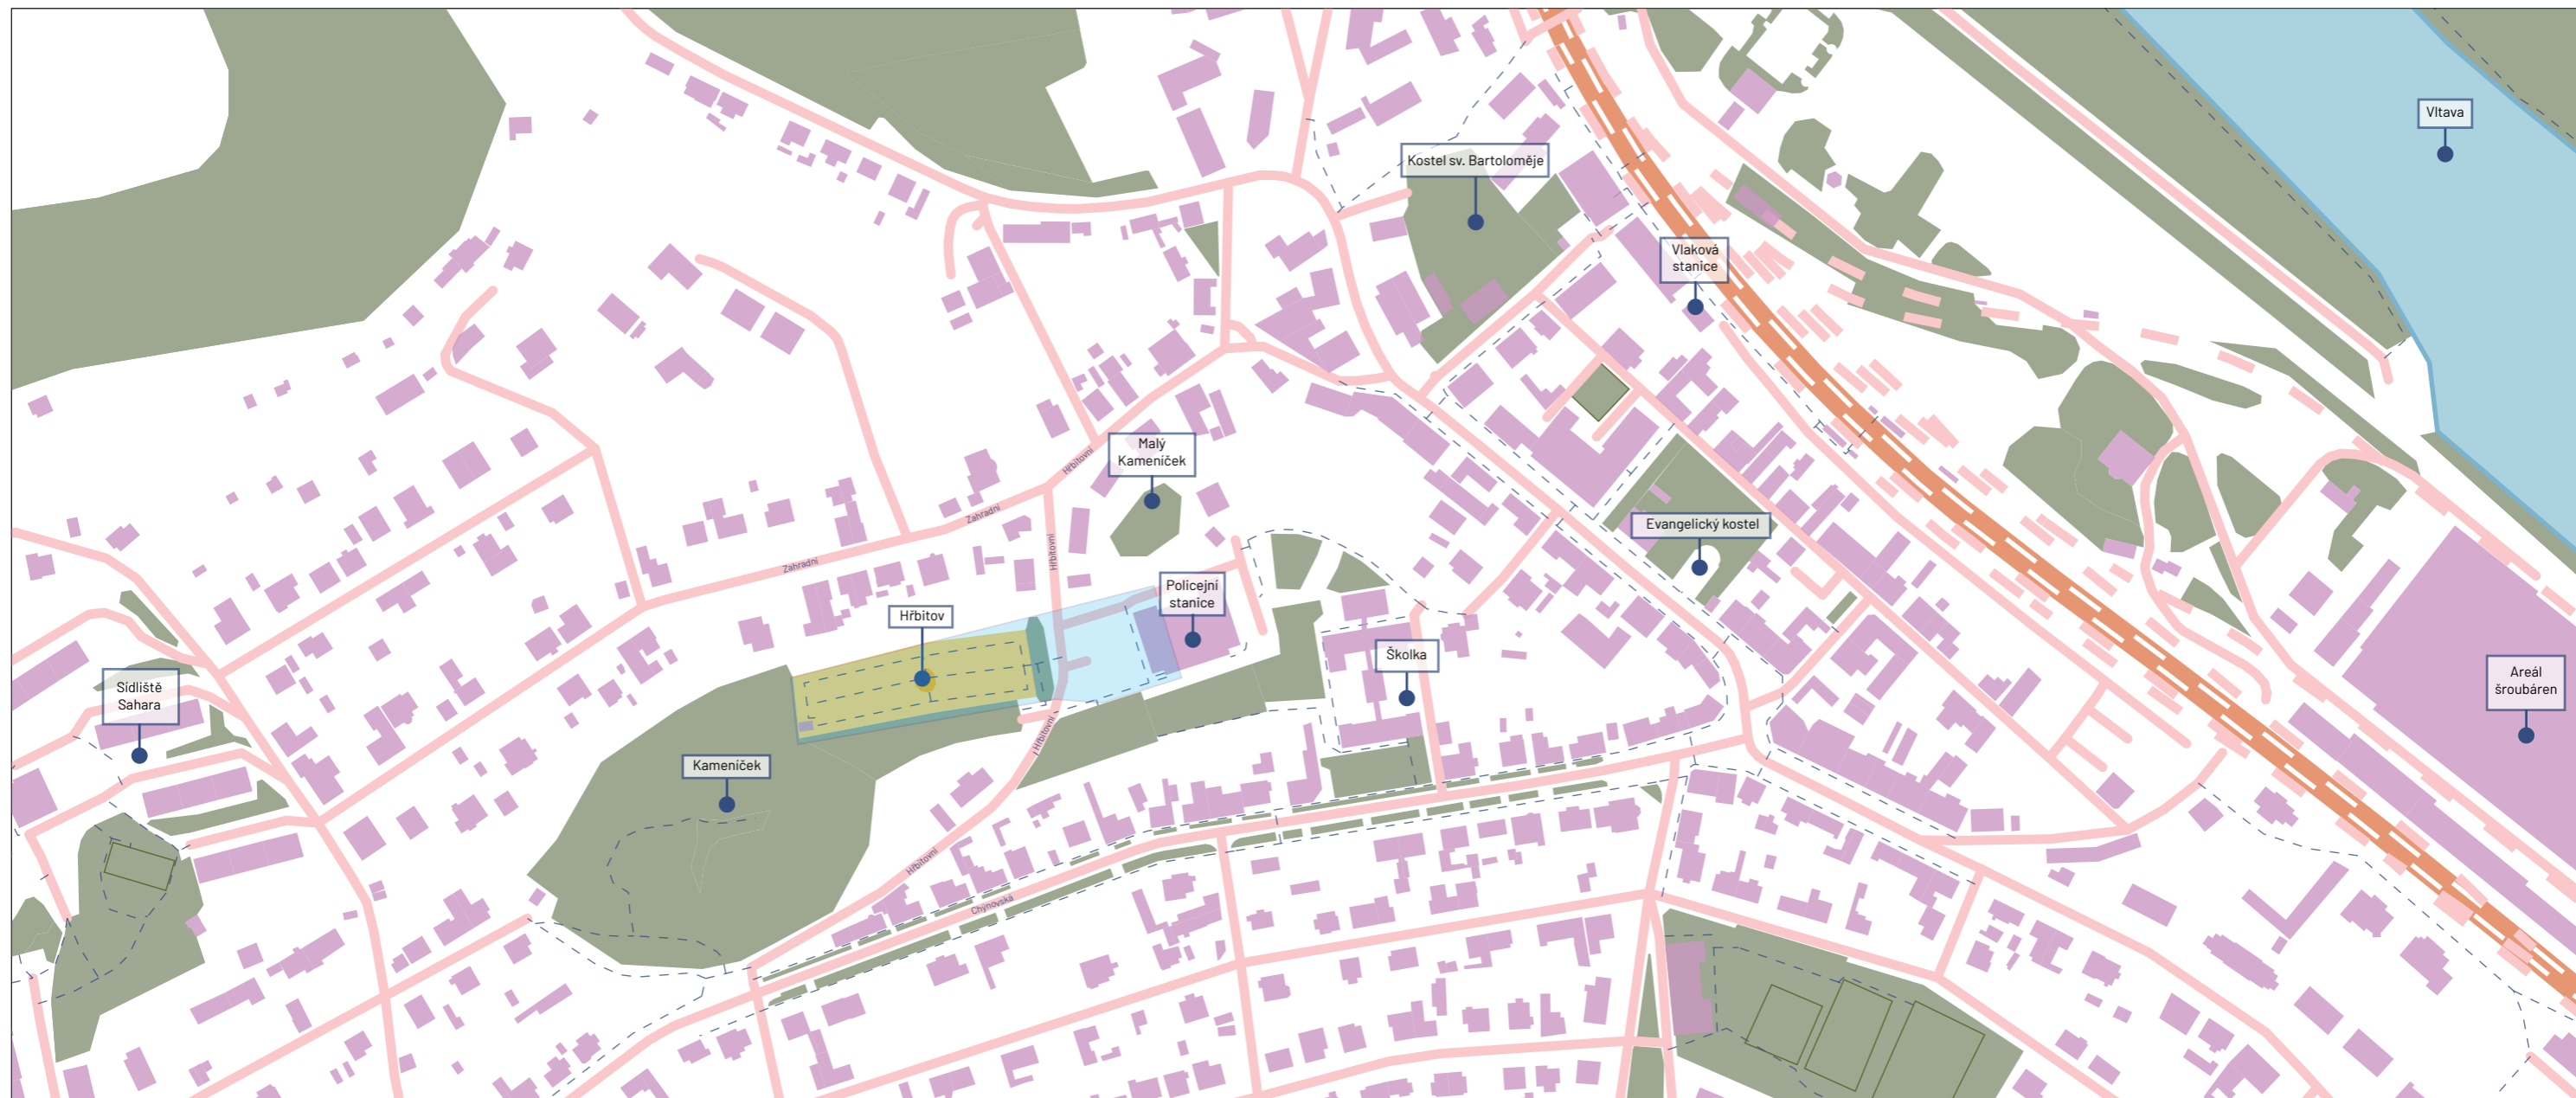 Vltava
Kostel sv. Bartoloměje
Vlaková
stanice
Malý
Kameníček
Hřbitovní
Zahradní
Hřbitovní
Zahradní
Evangelický kostel
Policejní
stanice
Hřbitov
Školka
Sídliště
Sahara
Areál
šroubáren
Hřbitovní
Kameníček
Hřbitovní
Chýnovská